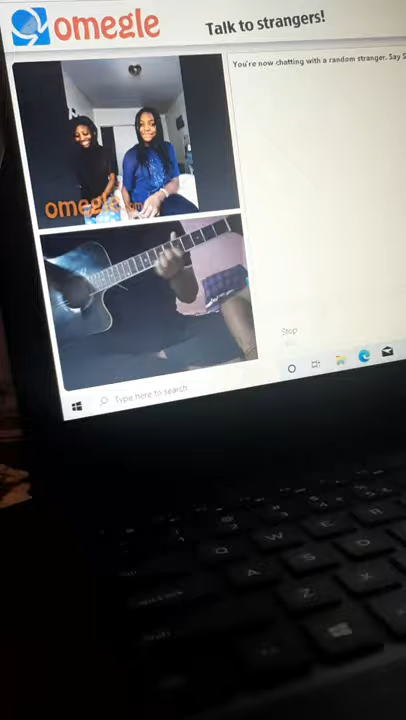 omegle
Talk to strangers!
You're now chatting with a random stranger. Say
omegle
Stop
Type here to search
Q
W
E
R
A
S
D
Z
X